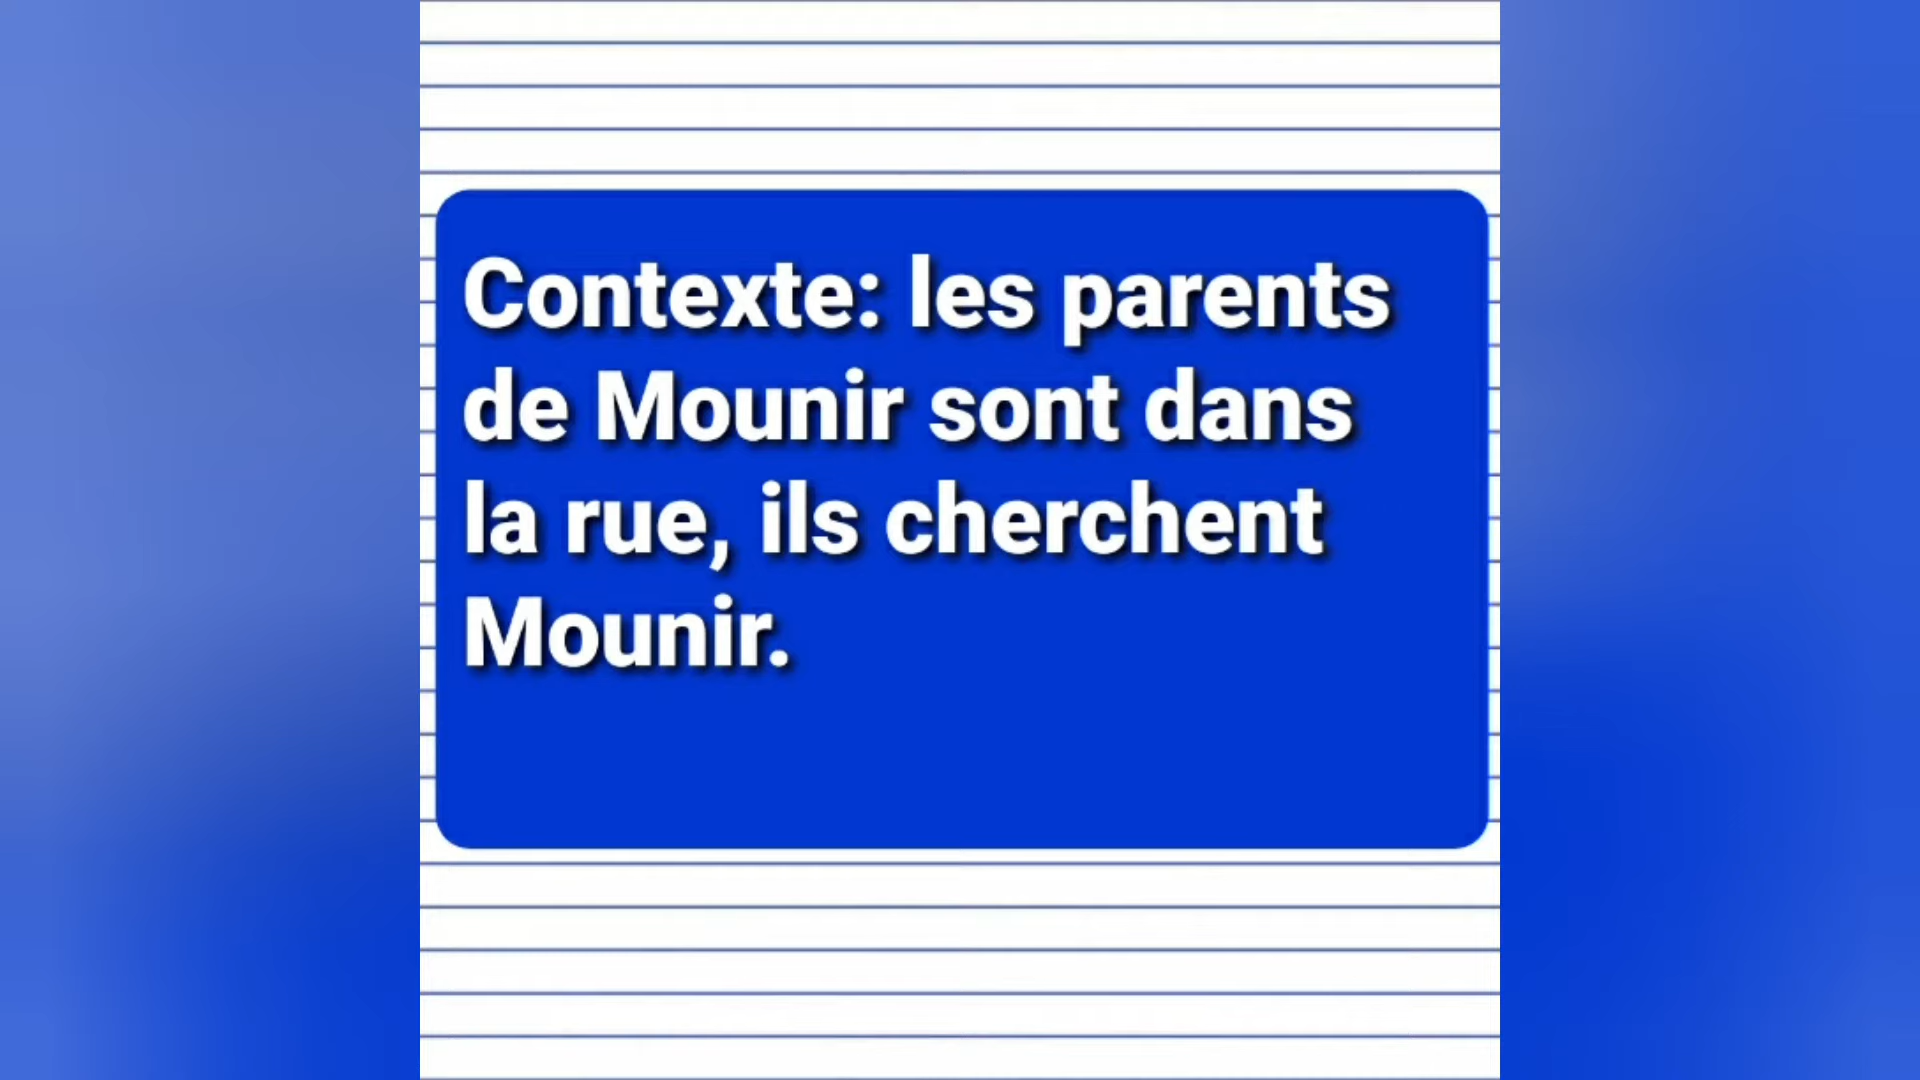 Contexte: les parents
de Mounir sont dans
la rue, ils cherchent
Mounir.